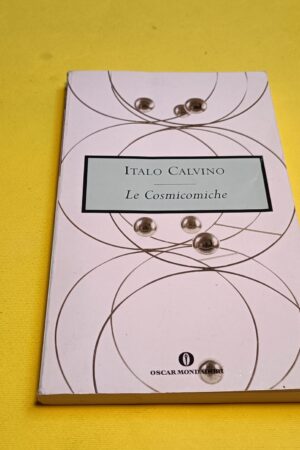 ITALO CALVINO
Le Cosmicomiche
OSCAR MONDADORI